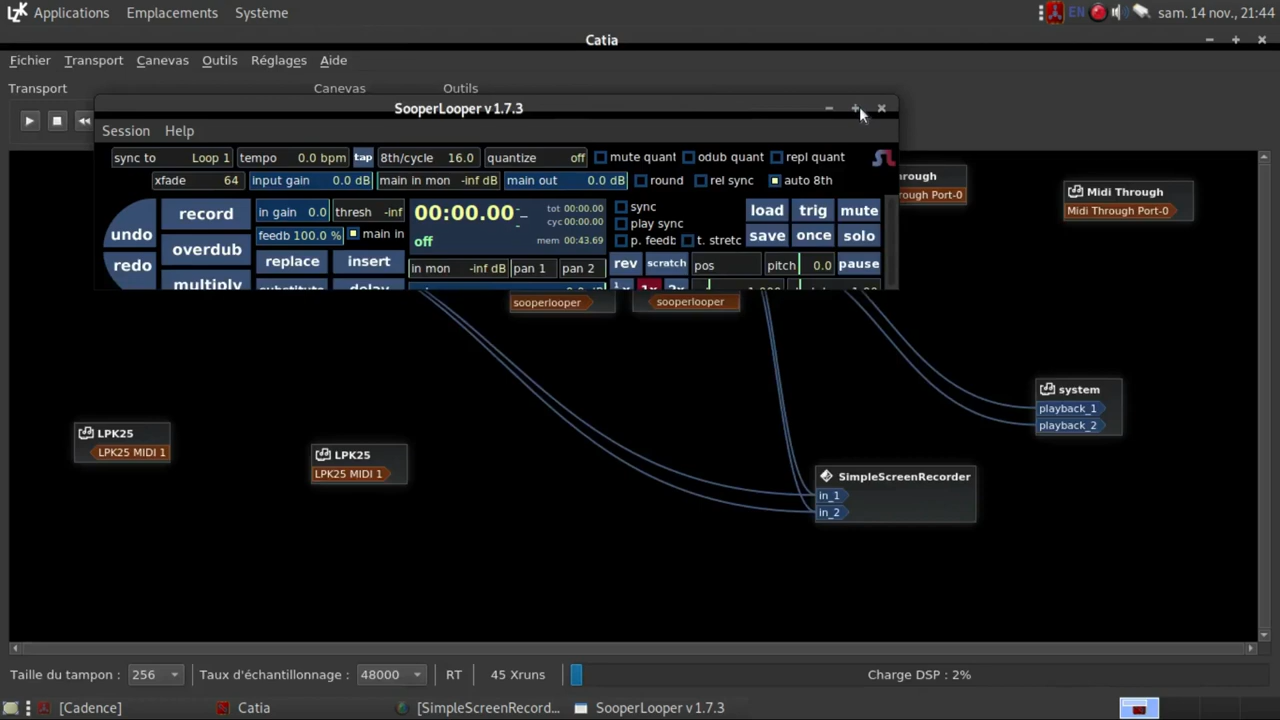 Applications Emplacements Système EN sam. 14 nov., 21:44
Catia
Fichier Transport Canevas Outils Réglages Aide
Transport Canevas Outils
SooperLooper v 1.7.3
Session Help
sync to Loop 1 tempo 0.0 bpm tap 8th/cycle 16.0 quantize off mute quant odub quant repl quant
xfade 64 input gain 0.0 dB main in mon -inf dB main out 0.0 dB round rel sync auto 8th
undo record in gain 0.0 thresh -inf 00:00.00 tot 00:00.00 sync load trig mute
cyc 00:00.00 play sync
redo overdub feedb 100.0 % main in off mem 00:43.69 p. feedb t. stretc save once solo
multiply replace insert in mon -inf dB pan 1 pan 2 rev scratch pos pitch 0.0 pause
substitute delay
rough
Midi Through
rough Port-0
Midi Through Port-0
sooperlooper sooperlooper
system
playback_1
playback_2
LPK25
LPK25 MIDI 1
LPK25
LPK25 MIDI 1
SimpleScreenRecorder
in_1
in_2
Taille du tampon : 256 Taux d'échantillonnage : 48000 RT 45 Xruns Charge DSP : 2%
[Cadence] Catia [SimpleScreenRecord... SooperLooper v 1.7.3